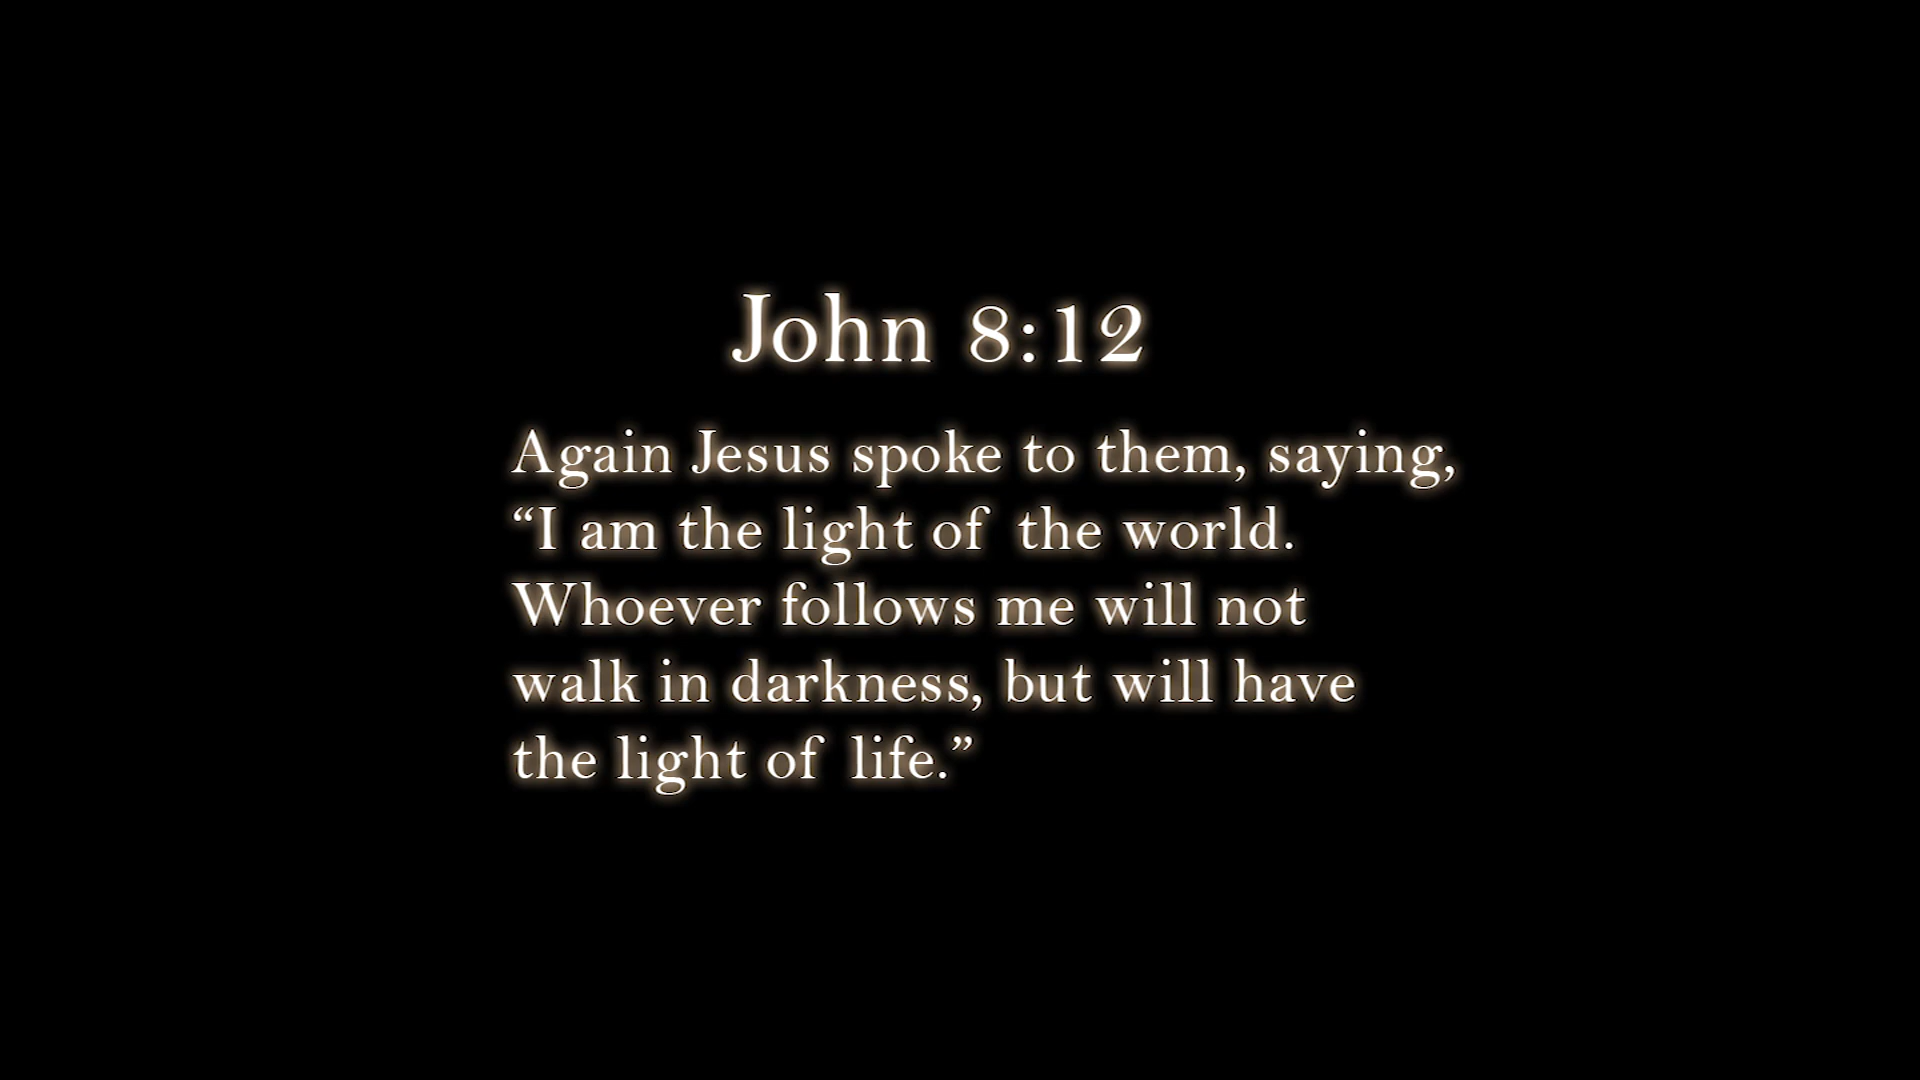 John 8:12
Again Jesus spoke to them, saying,
“I am the light of the world.
Whoever follows me will not
walk in darkness, but will have
the light of life.”